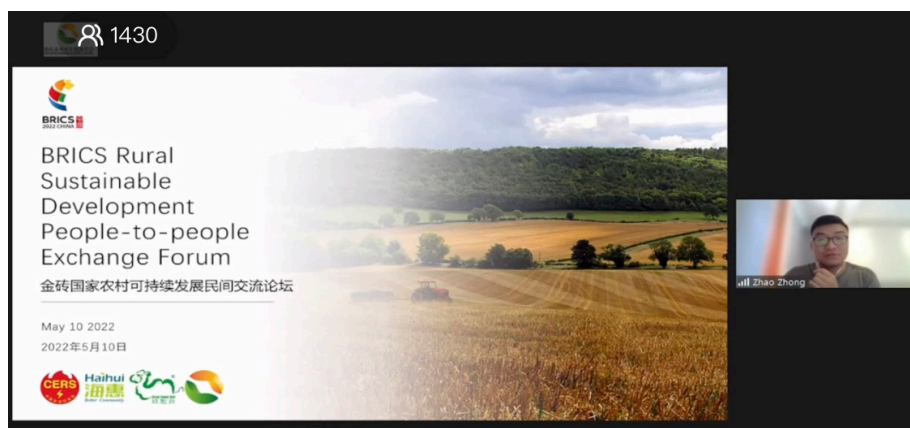 1430
BRICS
2022 CHINA
BRICS Rural
Sustainable
Development
People-to-people
Exchange Forum
金砖国家农村可持续发展民间交流论坛
May 10 2022
2022年5月10日
CERS
Haihui
海惠
Better Community
Zhao Zhong